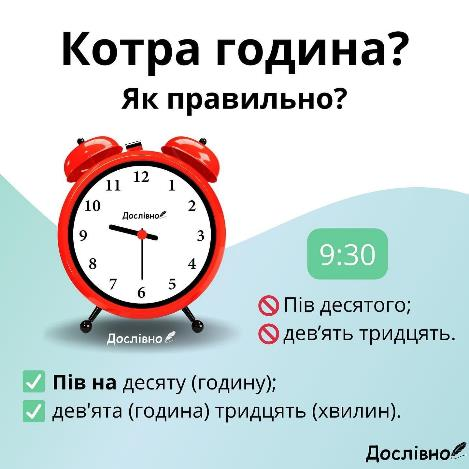 Котра година?
Як правильно?
12
11
1
10
2
Дослівно
9
3
8
4
7
5
6
Дослівно
9:30
Пів десятого;
дев’ять тридцять.
Пів на десяту (годину);
дев'ята (година) тридцять (хвилин).
Дослівно